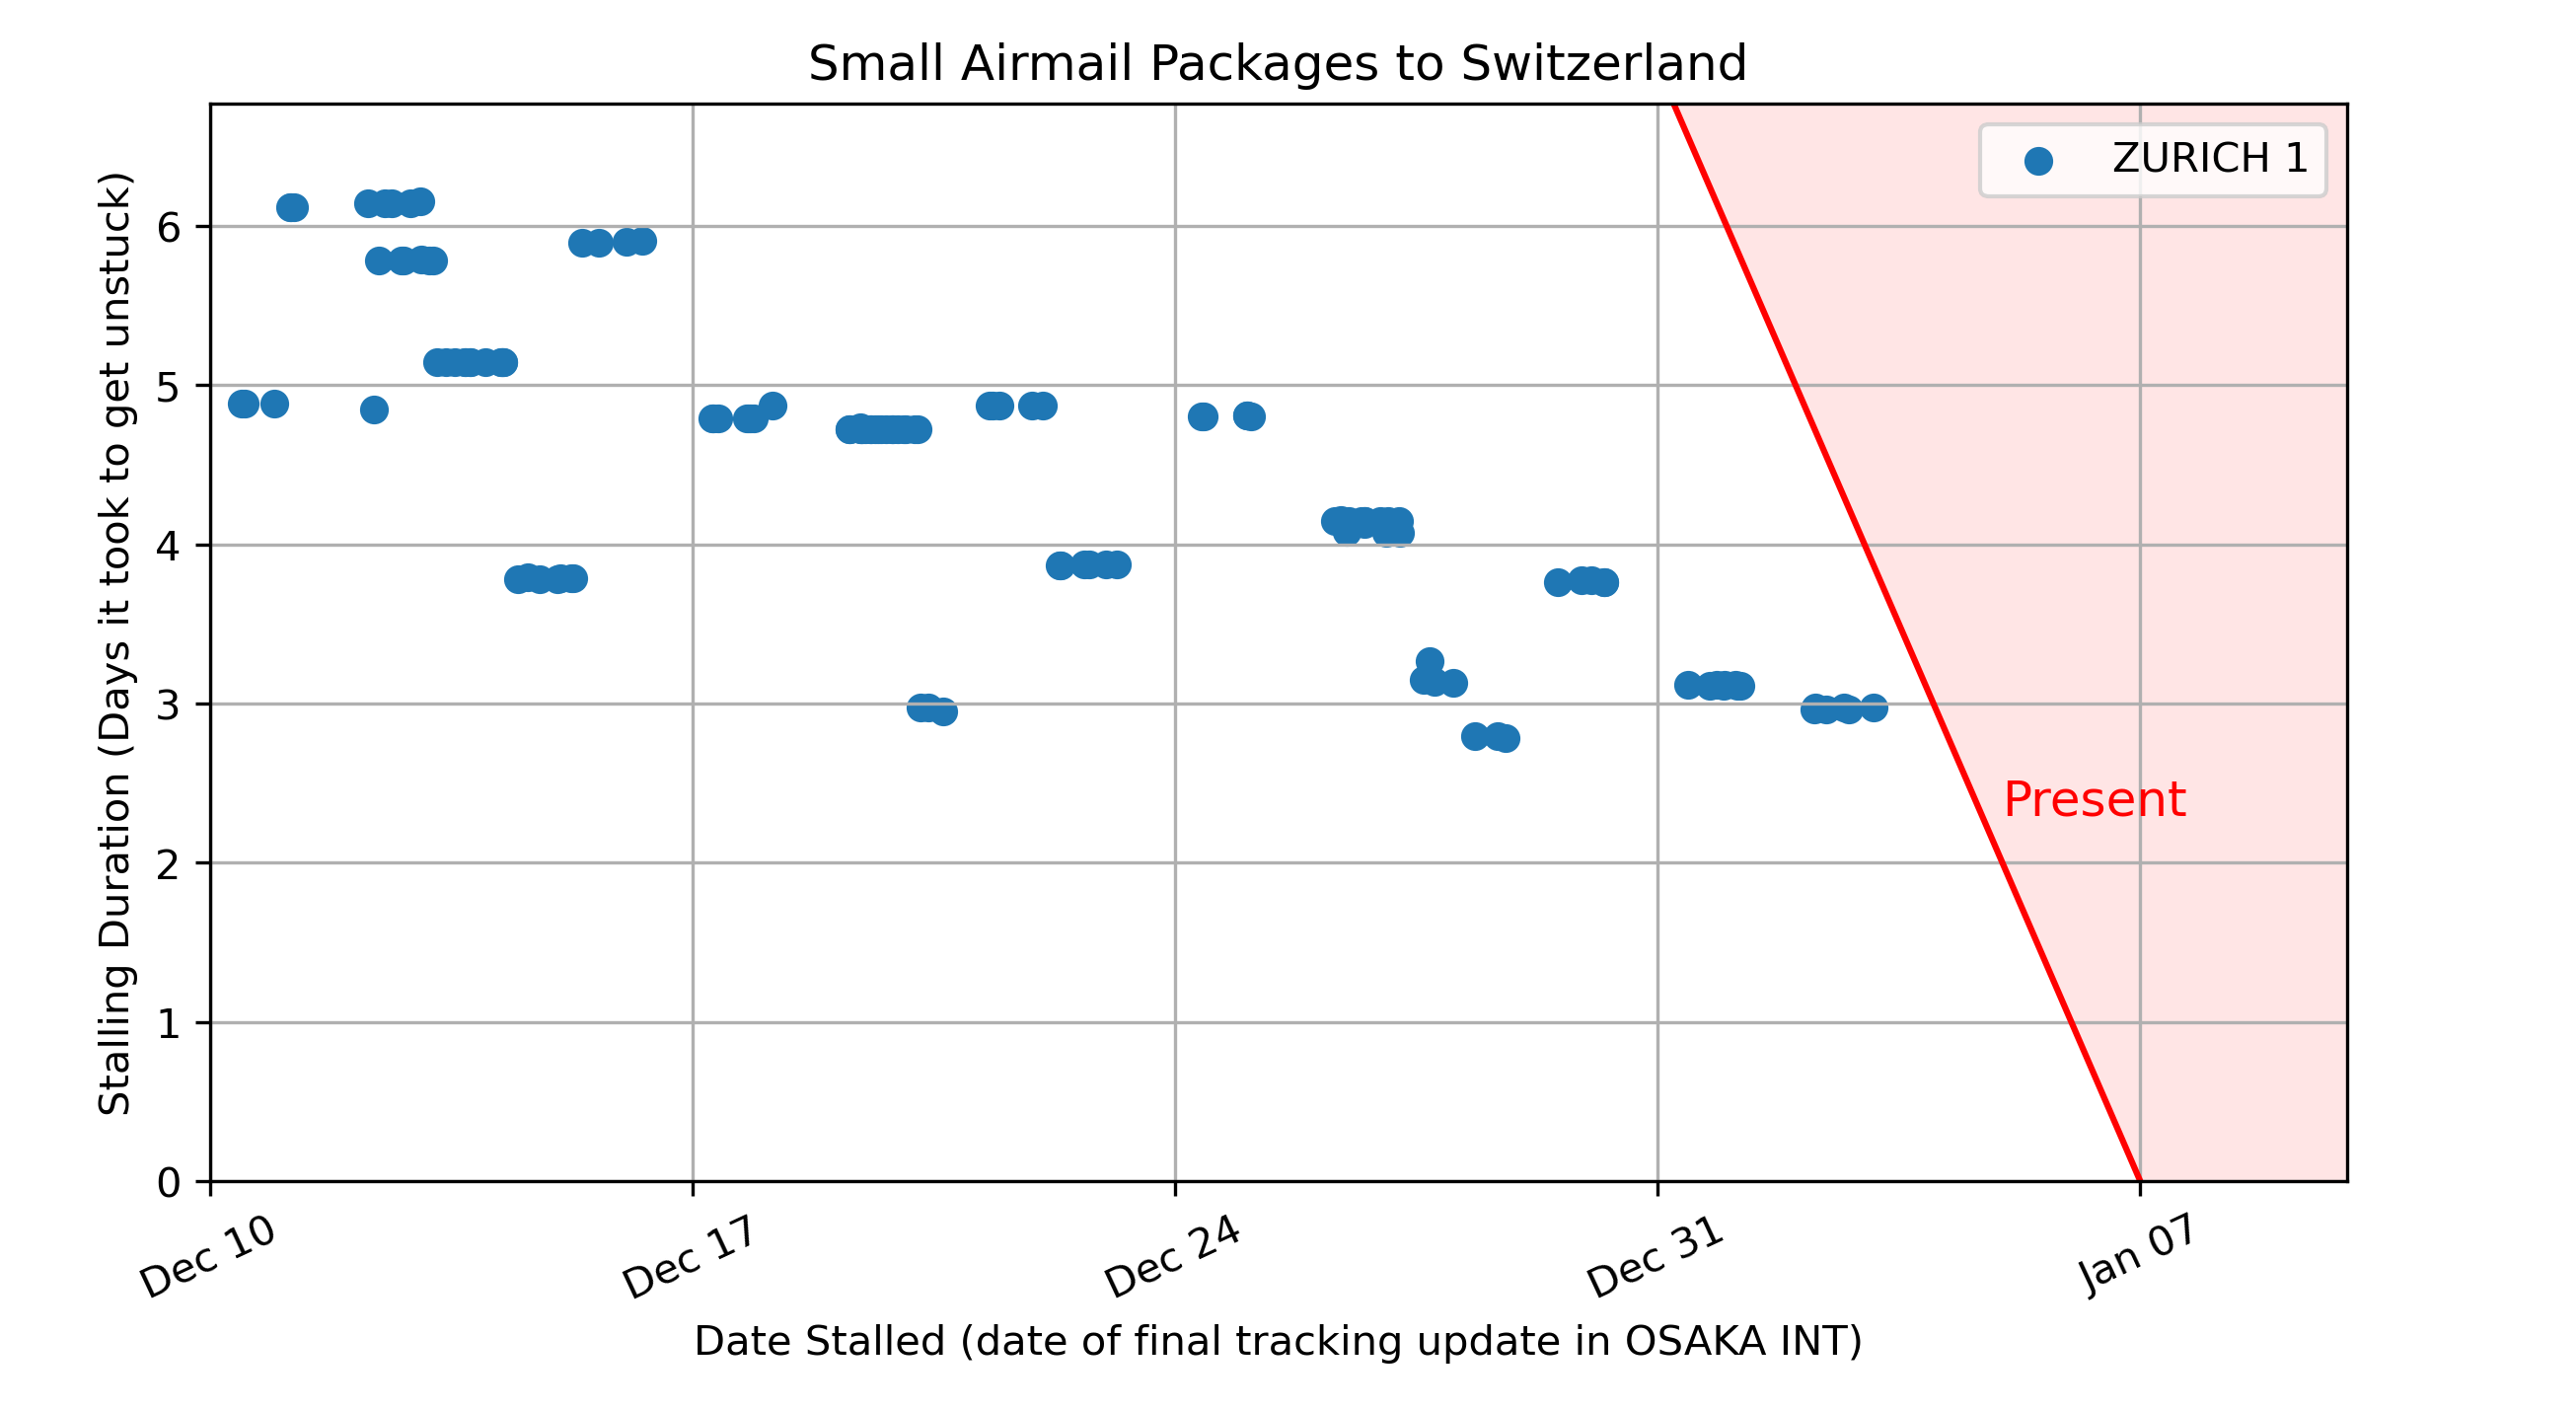 Small Airmail Packages to Switzerland
ZURICH 1
Stalling Duration (Days it took to get unstuck)
6
5
4
3
2
1
0
Present
Dec 10
Dec 17
Dec 24
Dec 31
Jan 07
Date Stalled (date of final tracking update in OSAKA INT)